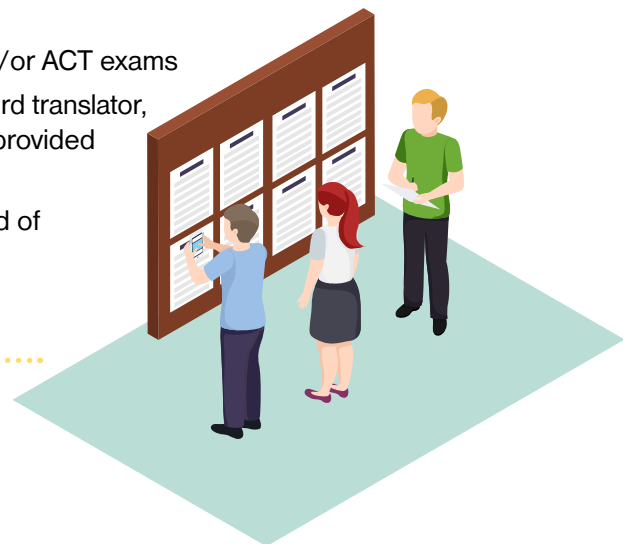 /or ACT exams
rd translator,
provided
d of